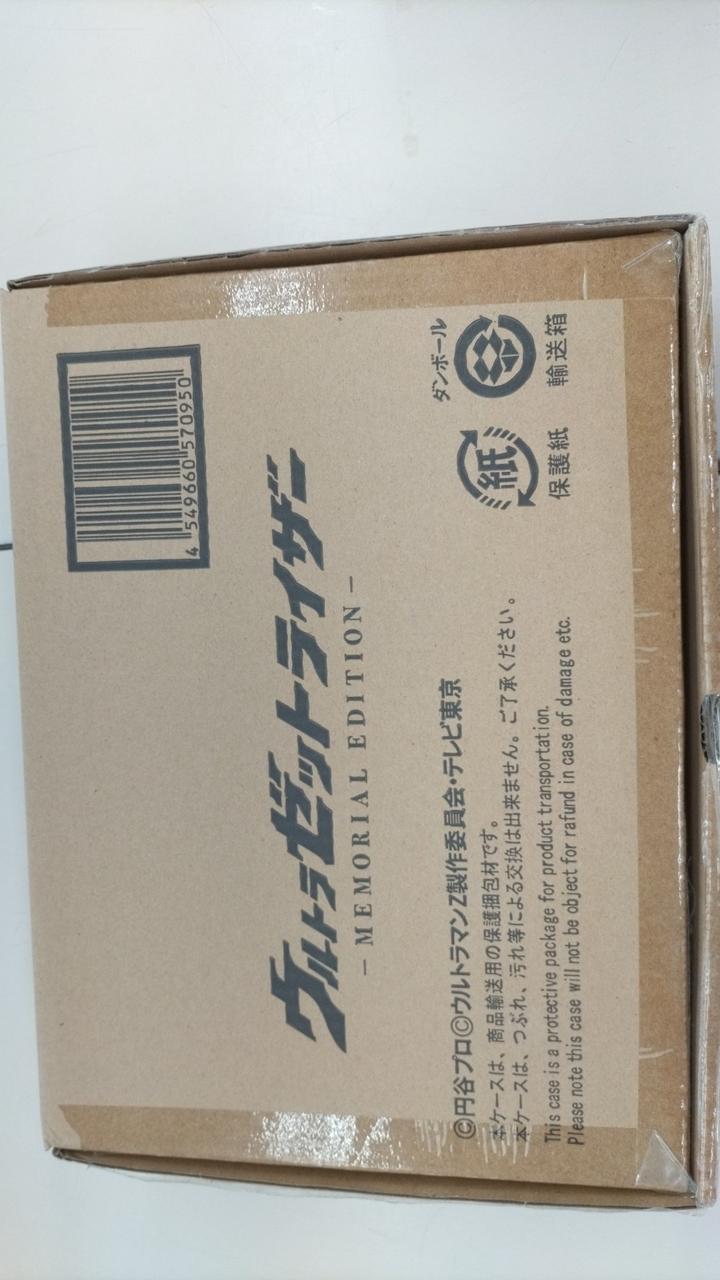 4 549660 570950
ウルトラゼットライザー
－MEMORIAL EDITION－
ダンボール
紙
保護紙
輸送箱
©円谷プロ©ウルトラマンZ製作委員会・テレビ東京
本ケースは、商品輸送用の保護梱包材です。
本ケースは、つぶれ、汚れ等による交換は出来ません。ご了承ください。
This case is a protective package for product transportation.
Please note this case will not be object for rafund in case of damage etc.